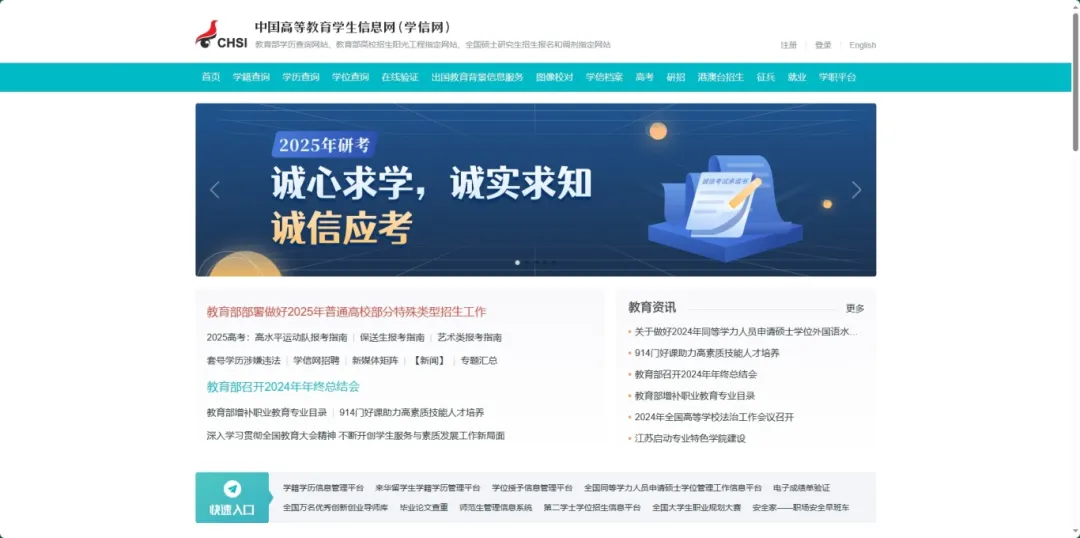 CHSI 中国高等教育学生信息网(学信网)
教育部学历查询网站、教育部高校招生阳光工程指定网站、全国硕士研究生招生报名和调剂指定网站
注册 登录 English
首页 学籍查询 学历查询 学位查询 在线验证 出国教育背景信息服务 图像校对 学信档案 高考 研招 港澳台招生 征兵 就业 学职平台
2025年研考
诚心求学，诚实求知
诚信应考
诚信考试承诺书
教育部部署做好2025年普通高校部分特殊类型招生工作
2025高考：高水平运动队报考指南 | 保送生报考指南 | 艺术类报考指南
套号学历涉嫌违法 | 学信网招聘 | 新媒体矩阵 | 【新闻】 | 专题汇总
教育部召开2024年年终总结会
教育部增补职业教育专业目录 | 914门好课助力高素质技能人才培养
深入学习贯彻全国教育大会精神 不断开创学生服务与素质发展工作新局面
教育资讯 更多
关于做好2024年同等学力人员申请硕士学位外国语水...
914门好课助力高素质技能人才培养
教育部召开2024年年终总结会
教育部增补职业教育专业目录
2024年全国高等学校法治工作会议召开
江苏启动专业特色学院建设
快速入口
学籍学历信息管理平台 来华留学生学籍学历管理平台 学位授予信息管理平台 全国同等学力人员申请硕士学位管理工作信息平台 电子成绩单验证
全国万名优秀创新创业导师库 毕业论文查重 师范生管理信息系统 第二学士学位招生信息平台 全国大学生职业规划大赛 安全家——职场安全早班车